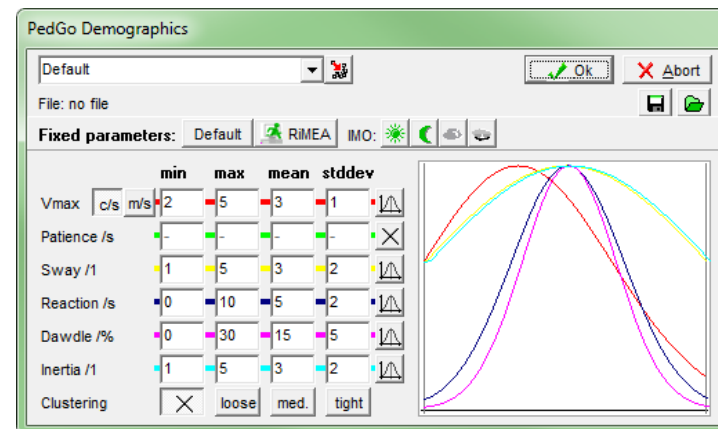 PedGo Demographics
Default
Ok
Abort
File: no file
Fixed parameters: Default RiMEA IMO:
min max mean stddev
Vmax c/s m/s 2 5 3 1
Patience /s - - - -
Sway /1 1 5 3 2
Reaction /s 0 10 5 2
Dawdle /% 0 30 15 5
Inertia /1 1 5 3 2
Clustering loose med. tight